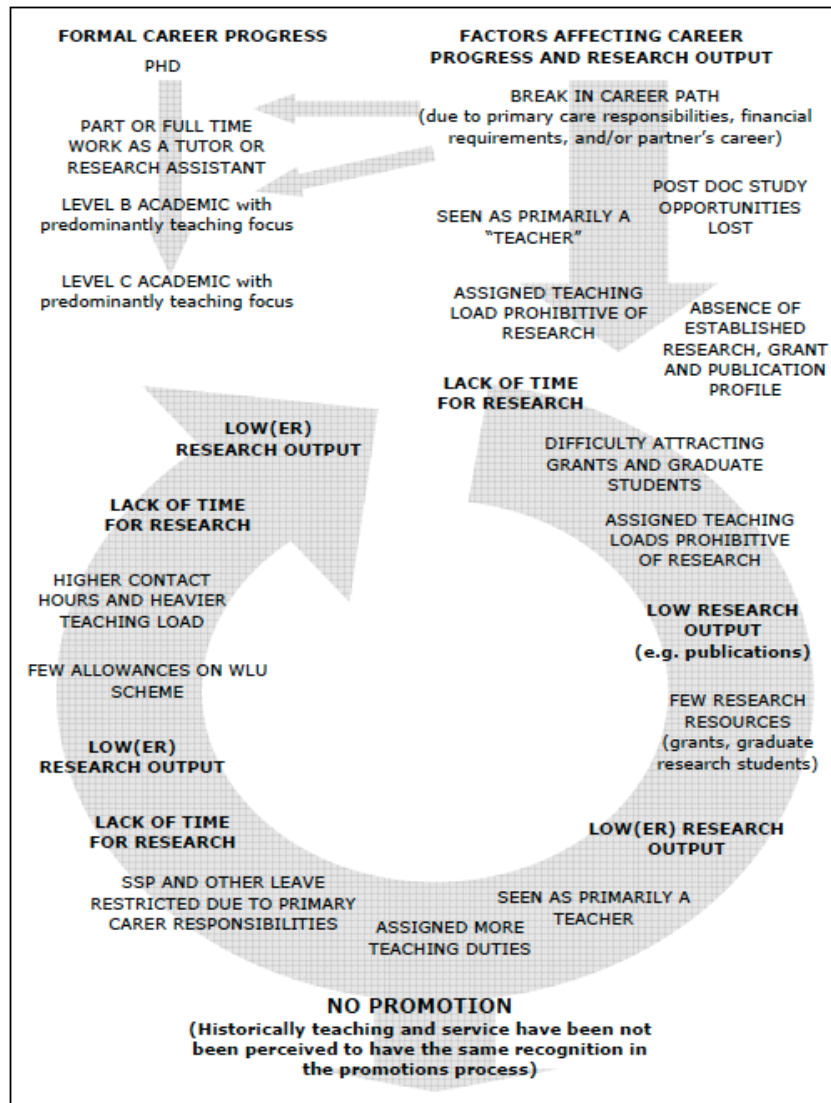 FORMAL CAREER PROGRESS
PHD
PART OR FULL TIME
WORK AS A TUTOR OR
RESEARCH ASSISTANT
LEVEL B ACADEMIC with
predominantly teaching focus
LEVEL C ACADEMIC with
predominantly teaching focus
FACTORS AFFECTING CAREER
PROGRESS AND RESEARCH OUTPUT
BREAK IN CAREER PATH
(due to primary care responsibilities, financial
requirements, and/or partner's career)
POST DOC STUDY
OPPORTUNITIES
LOST
SEEN AS PRIMARILY A
"TEACHER"
ASSIGNED TEACHING
LOAD PROHIBITIVE OF
RESEARCH
ABSENCE OF
ESTABLISHED
RESEARCH, GRANT
AND PUBLICATION
PROFILE
LACK OF TIME
FOR RESEARCH
DIFFICULTY ATTRACTING
GRANTS AND GRADUATE
STUDENTS
ASSIGNED TEACHING
LOADS PROHIBITIVE
OF RESEARCH
LOW RESEARCH
OUTPUT
(e.g. publications)
FEW RESEARCH
RESOURCES
(grants, graduate
research students)
LOW(ER) RESEARCH
OUTPUT
SEEN AS PRIMARILY A
TEACHER
ASSIGNED MORE
TEACHING DUTIES
SSP AND OTHER LEAVE
RESTRICTED DUE TO PRIMARY
CARER RESPONSIBILITIES
LACK OF TIME
FOR RESEARCH
LOW(ER)
RESEARCH OUTPUT
FEW ALLOWANCES ON WLU
SCHEME
HIGHER CONTACT
HOURS AND HEAVIER
TEACHING LOAD
LACK OF TIME
FOR RESEARCH
LOW(ER)
RESEARCH OUTPUT
NO PROMOTION
(Historically teaching and service have been not
been perceived to have the same recognition in
the promotions process)